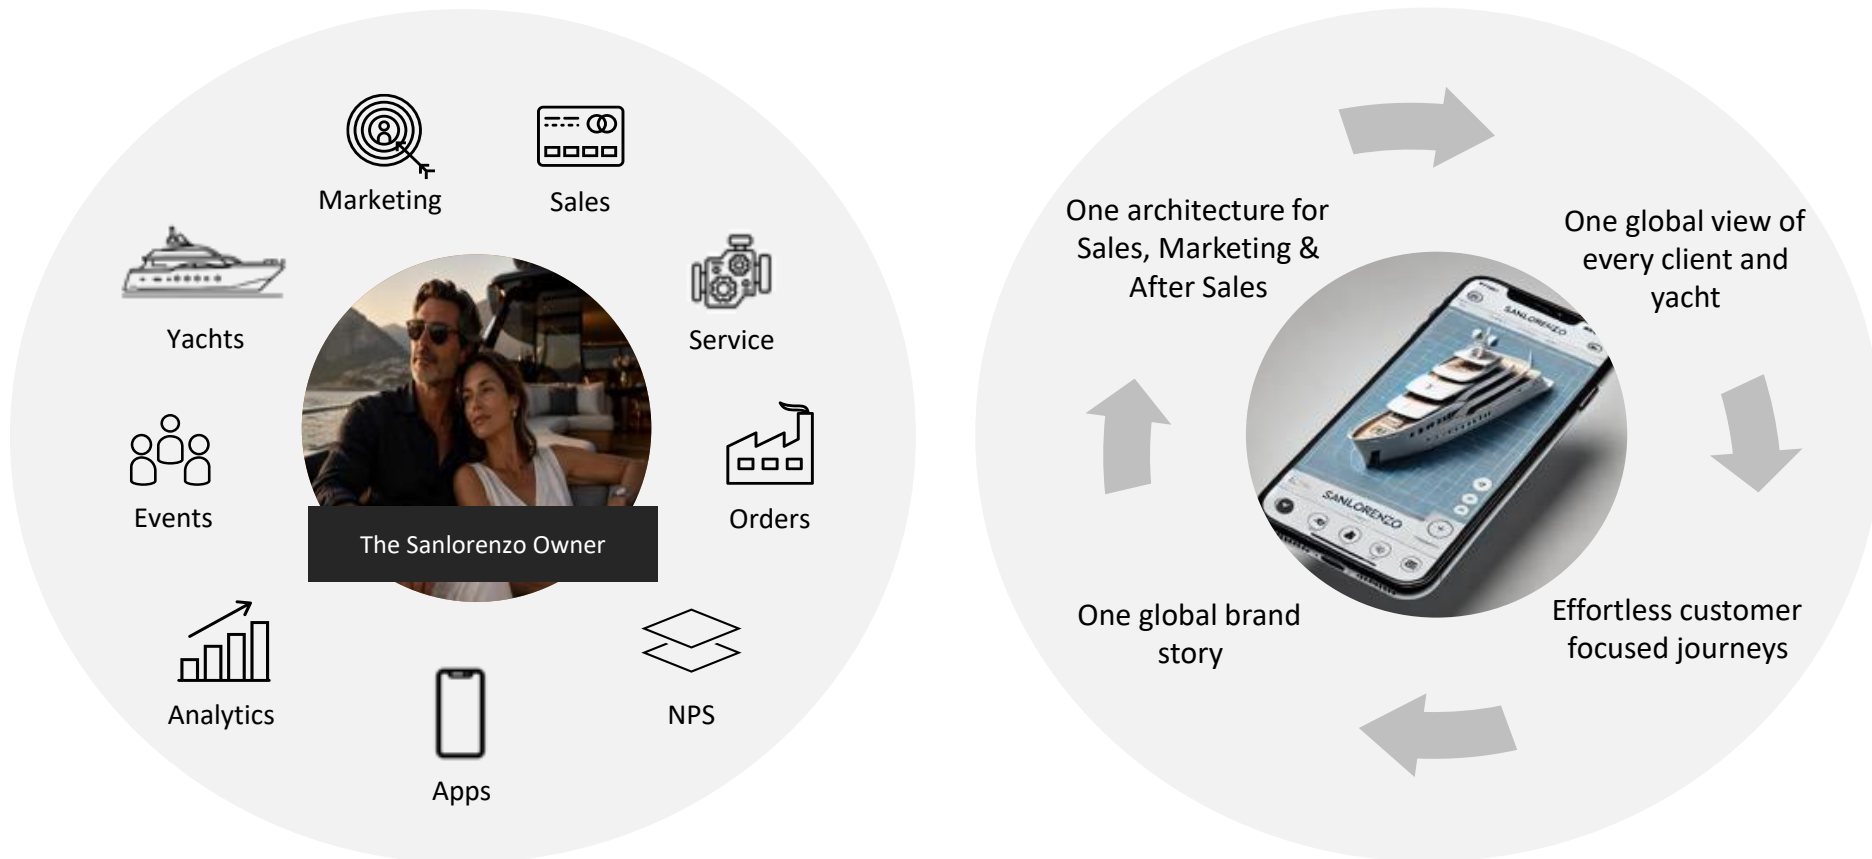 Marketing
Sales
Yachts
Service
Events
Orders
The Sanlorenzo Owner
Analytics
NPS
Apps
One architecture for
Sales, Marketing &
After Sales
One global view of
every client and
yacht
SANLORENZO
SANLORENZO
One global brand
story
Effortless customer
focused journeys